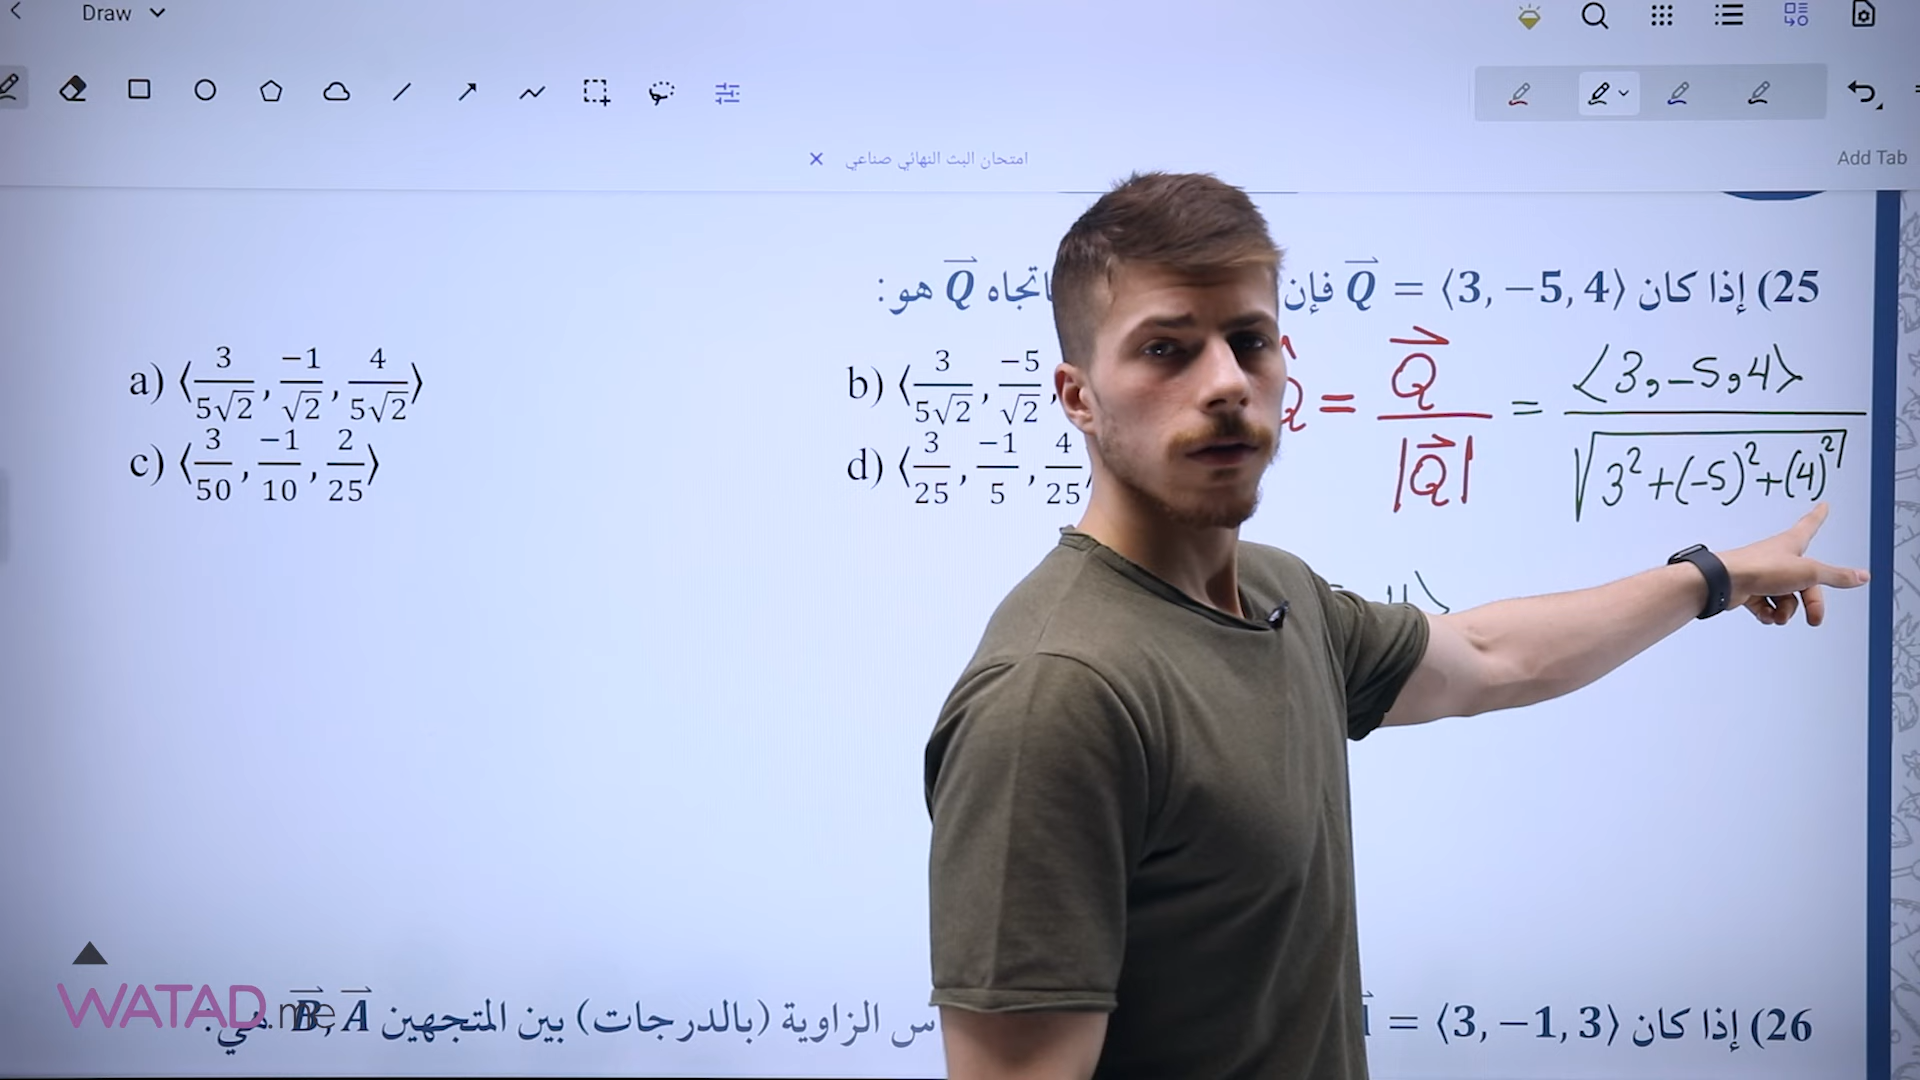 Draw
امتحان البث النهائي صناعي
Add Tab
25) إذا كان Q = ⟨3, −5, 4⟩ فإن اتجاه Q هو :
a) ⟨3/5√2, −1/√2, 4/5√2⟩
b) ⟨3/5√2, −5/√2,
c) ⟨3/50, −1/10, 2/25⟩
d) ⟨3/25, −1/5, 4/25⟩
= Q/|Q| = <3, -5, 4>/√3² + (-5)² + (4)²
4>
26) إذا كان = ⟨3, −1, 3⟩ الزاوية (بالدرجات) بين المتجهين A, B هي :
WATAD.me